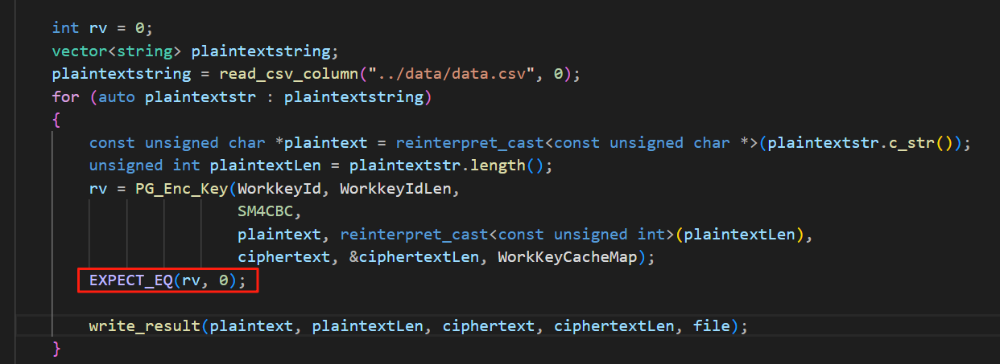 int rv = 0;
vector<string> plaintextstring;
plaintextstring = read_csv_column("../data/data.csv", 0);
for (auto plaintextstr : plaintextstring)
{
const unsigned char *plaintext = reinterpret_cast<const unsigned char *>(plaintextstr.c_str());
unsigned int plaintextLen = plaintextstr.length();
rv = PG_Enc_Key(WorkkeyId, WorkkeyIdLen,
SM4CBC,
plaintext, reinterpret_cast<const unsigned int>(plaintextLen),
ciphertext, &ciphertextLen, WorkKeyCacheMap);
EXPECT_EQ(rv, 0);
write_result(plaintext, plaintextLen, ciphertext, ciphertextLen, file);
}